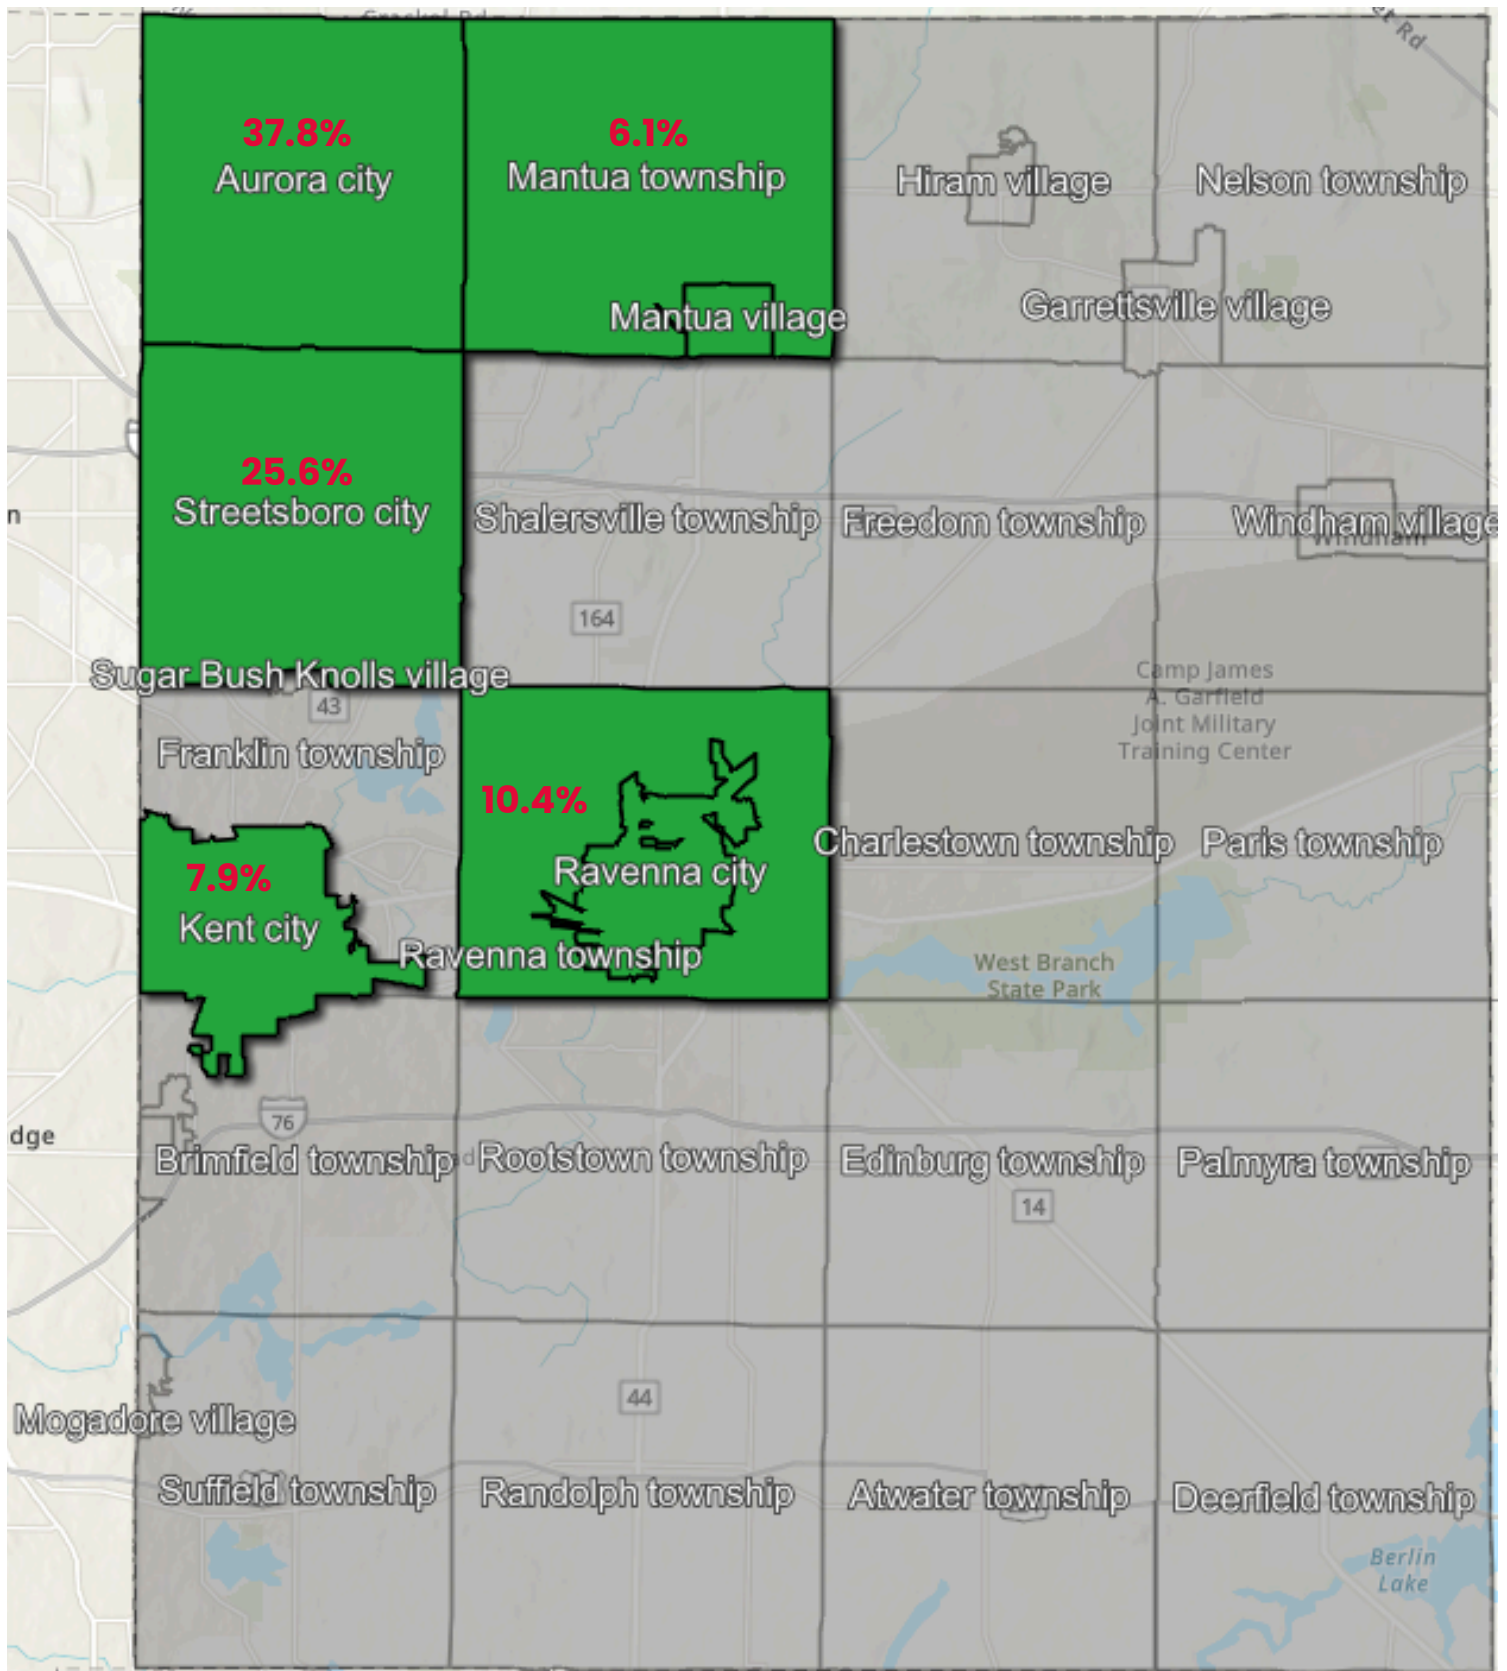 37.8%
Aurora city
6.1%
Mantua township
Mantua village
Hiram village
Nelson township
Garrettsville village
25.6%
Streetsboro city
Shalersville township
Freedom township
Windham village
Windham
164
Sugar Bush Knolls village
43
Franklin township
Camp James
A. Garfield
Joint Military
Training Center
10.4%
Ravenna city
Ravenna township
7.9%
Kent city
Charlestown township
Paris township
West Branch
State Park
76
dge
Brimfield township
Rootstown township
Edinburg township
Palmyra township
14
44
Mogadore village
Suffield township
Randolph township
Atwater township
Deerfield township
Berlin
Lake